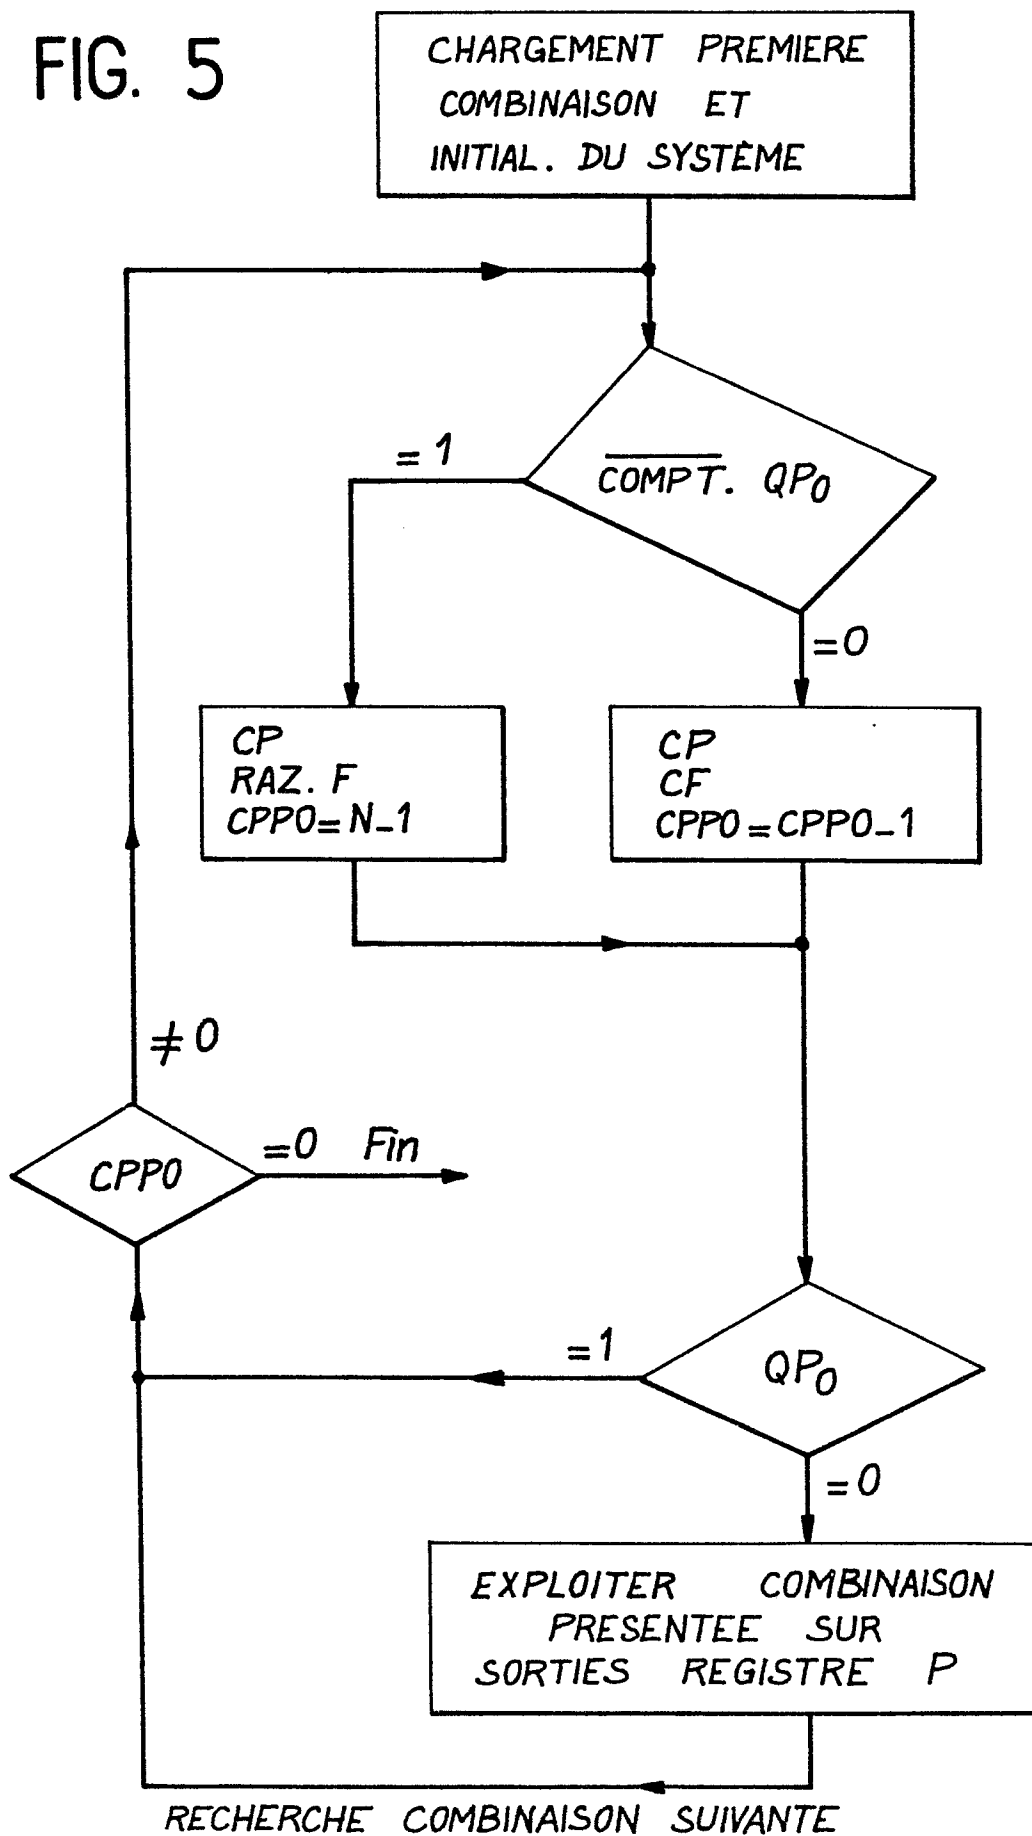 FIG. 5
CHARGEMENT PREMIERE
COMBINAISON ET
INITIAL. DU SYSTÈME
= 1
COMPT. QP0
=0
CP
RAZ. F
CPP0=N-1
CP
CF
CPP0=CPP0-1
≠0
CPP0
=0 Fin
=1
QP0
=0
EXPLOITER COMBINAISON
PRESENTEE SUR
SORTIES REGISTRE P
RECHERCHE COMBINAISON SUIVANTE